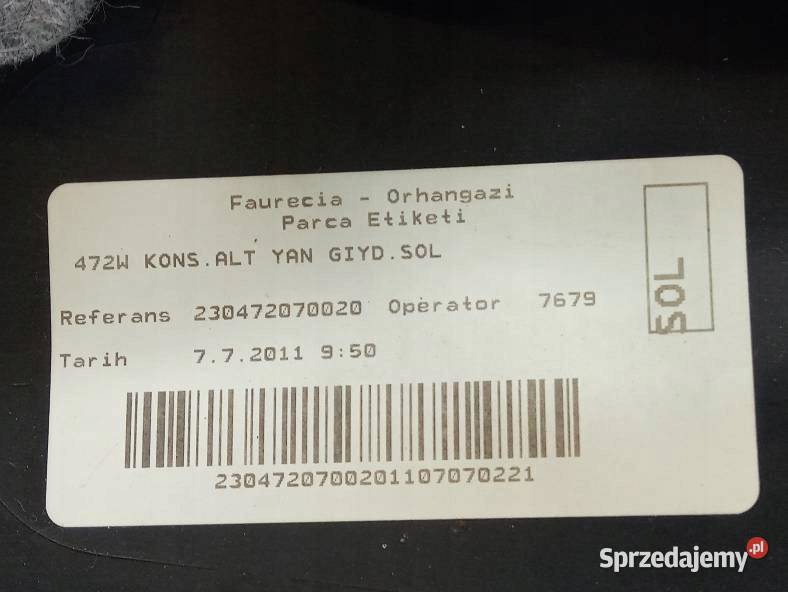 Faurecia - Orhangazi
Parca Etiketi
472W KONS.ALT YAN GIYD.SOL
SOL
Referans 230472070020 Operator 7679
Tarih 7.7.2011 9:50
2304720700201107070221
Sprzedajemy.pl